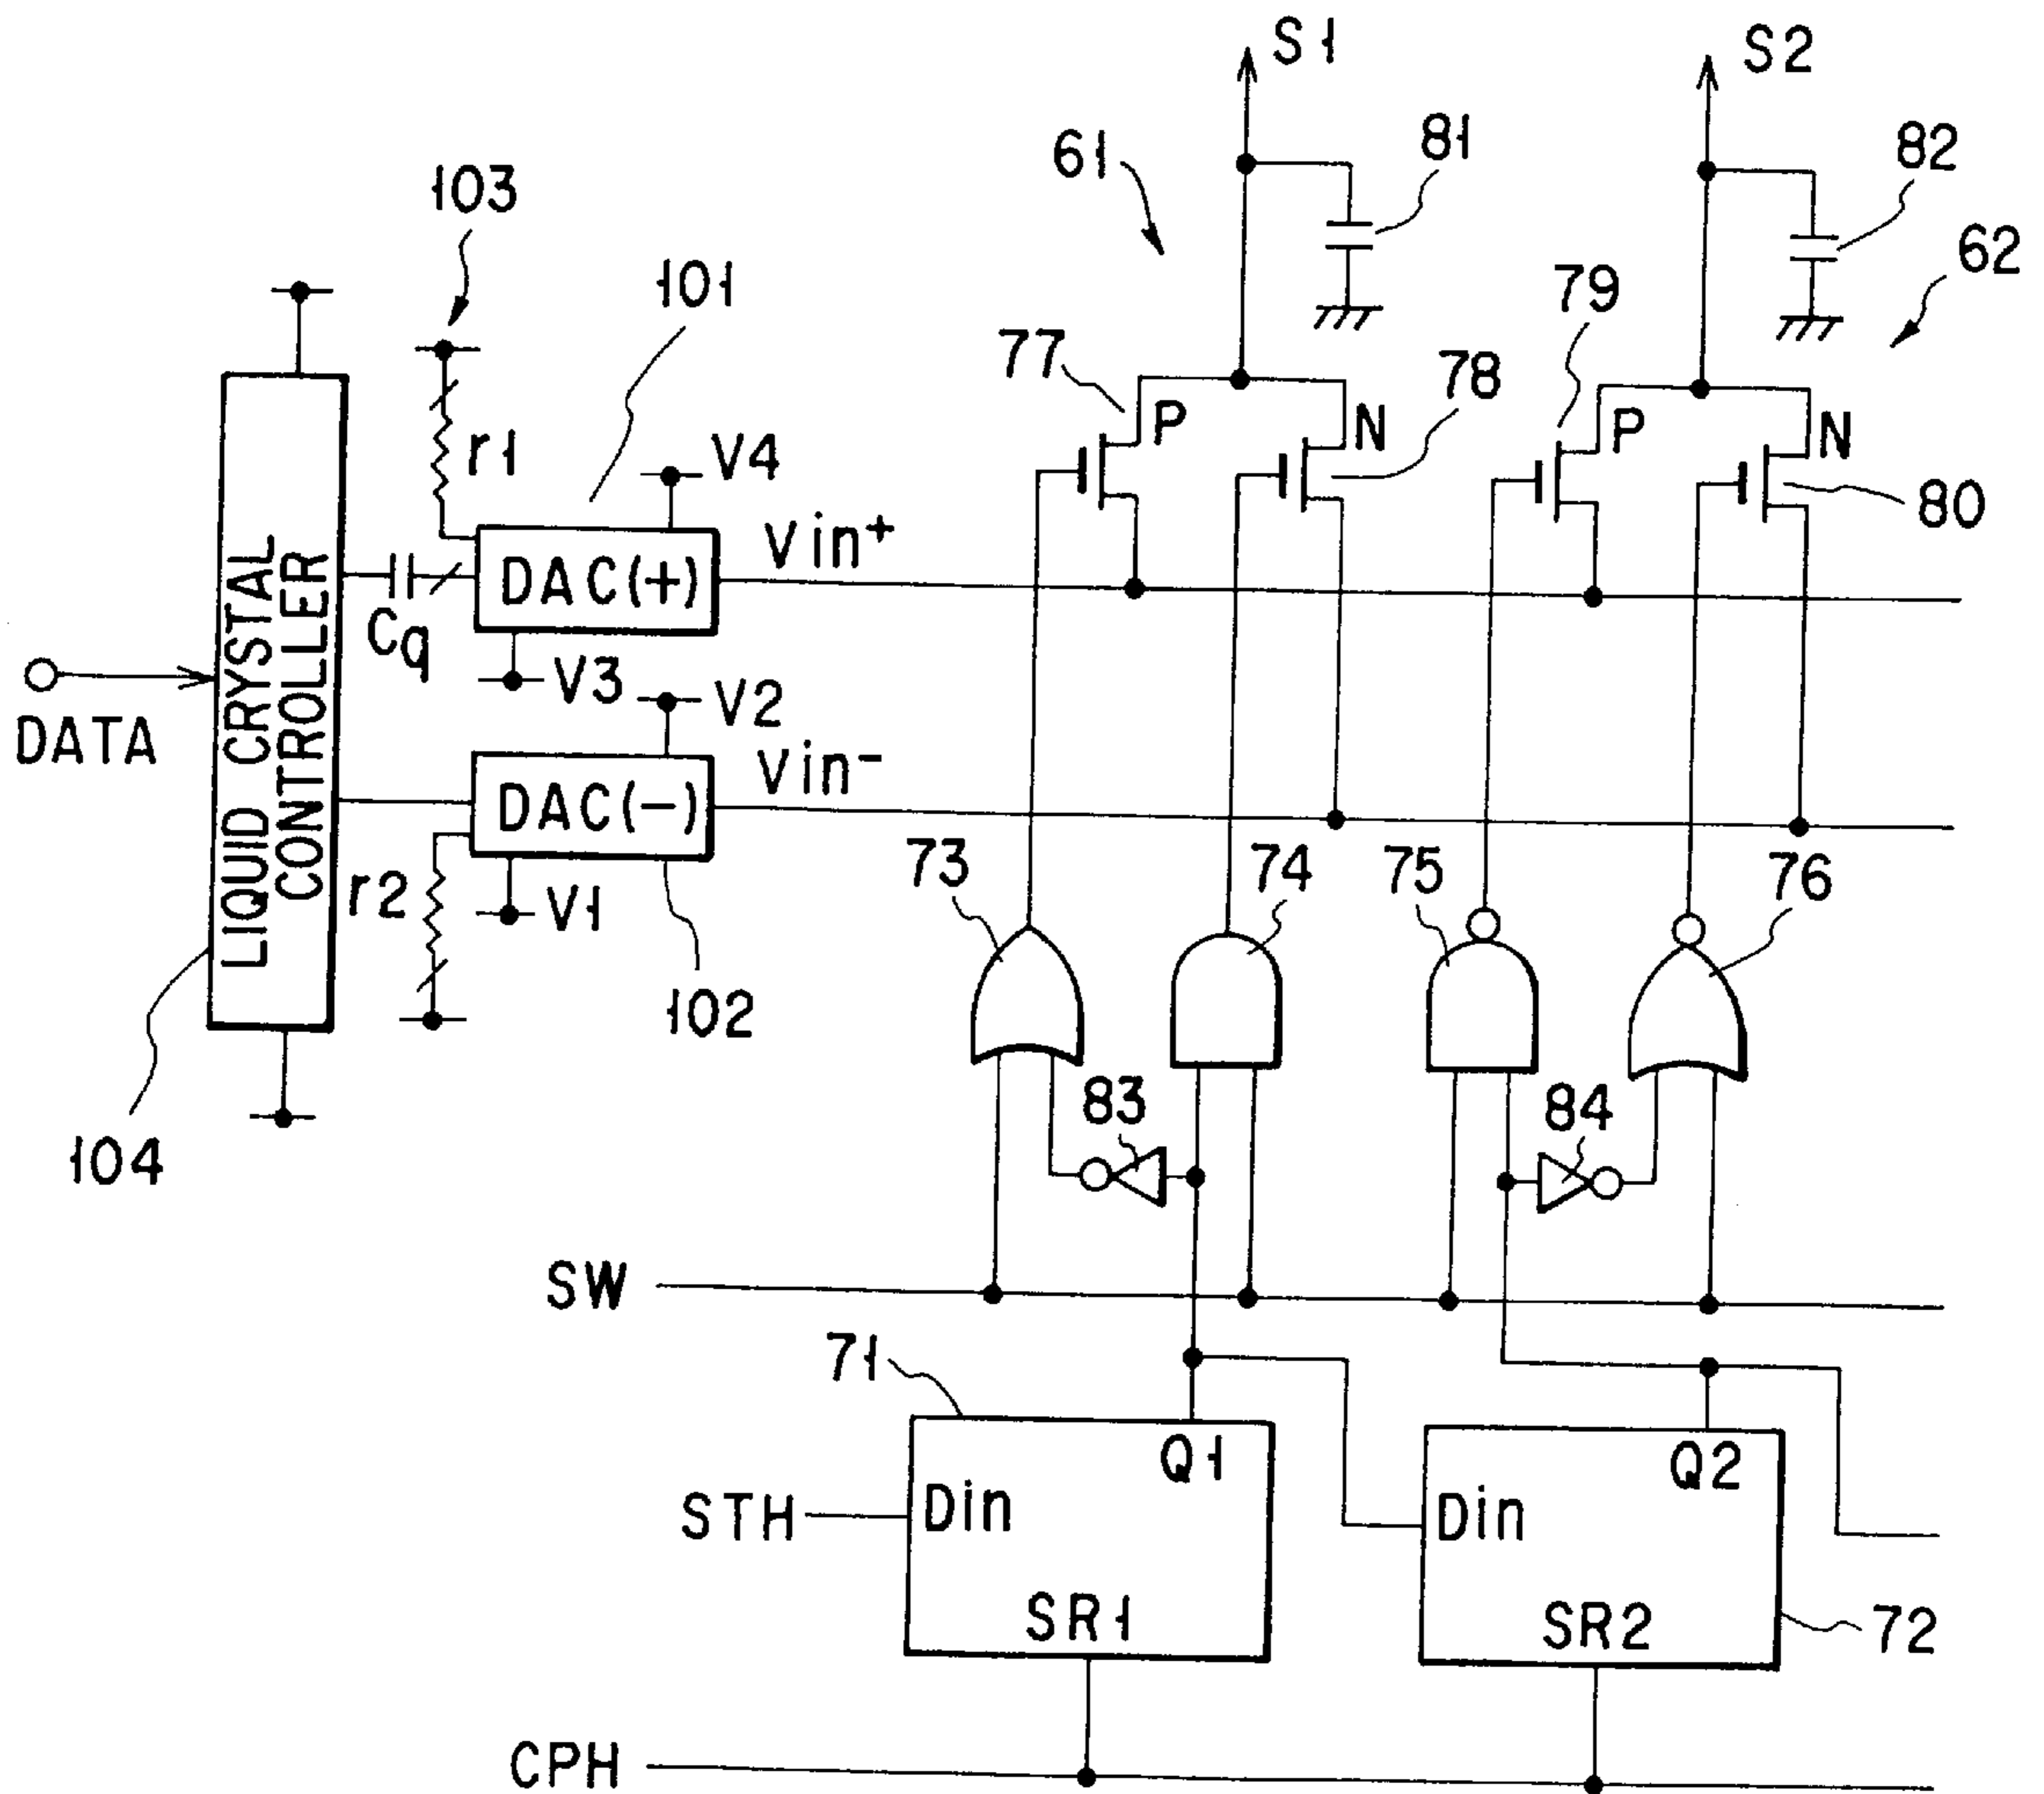 S1
S2
81
82
61
62
103
101
79
77
78
P
N
P
N
80
r1
V4
Vin+
DAC(+)
Cq
V3
V2
DATA
LIQUID CRYSTAL
CONTROLLER
Vin-
DAC(-)
r2
V1
73
74
75
76
102
83
84
104
SW
71
Q1
Q2
STH
Din
Din
SR1
SR2
72
CPH